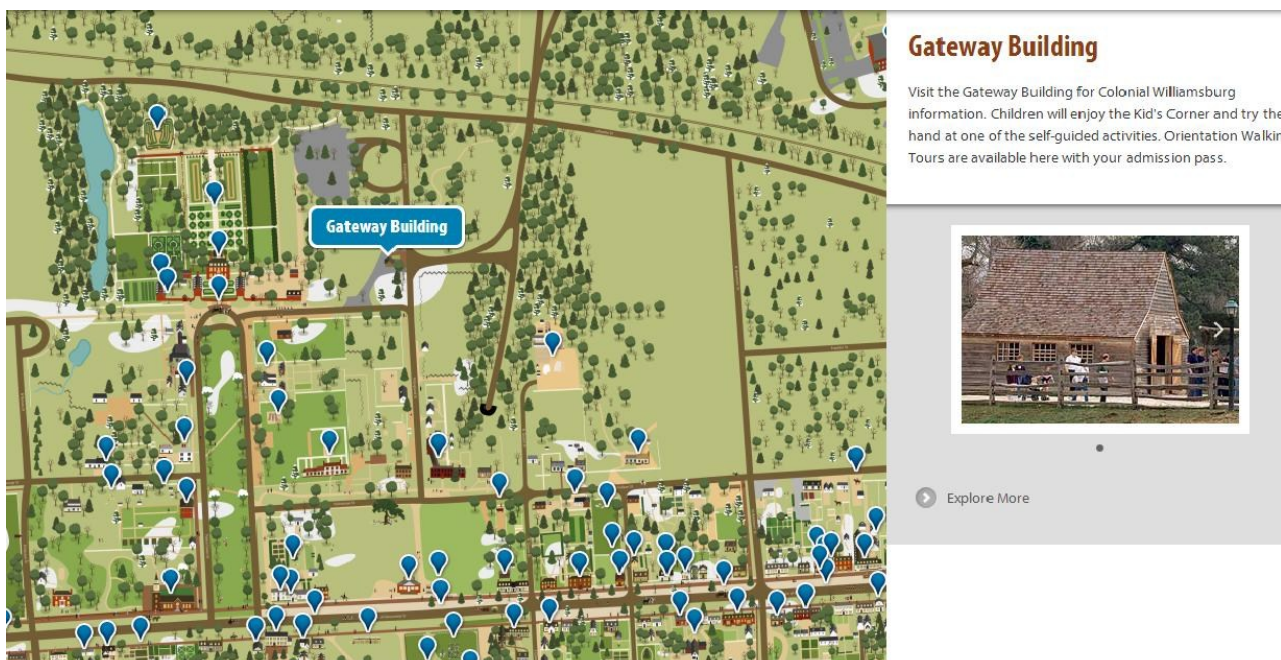 Gateway Building
Gateway Building
Visit the Gateway Building for Colonial Williamsburg
information. Children will enjoy the Kid's Corner and try the
hand at one of the self-guided activities. Orientation Walkin
Tours are available here with your admission pass.
Explore More